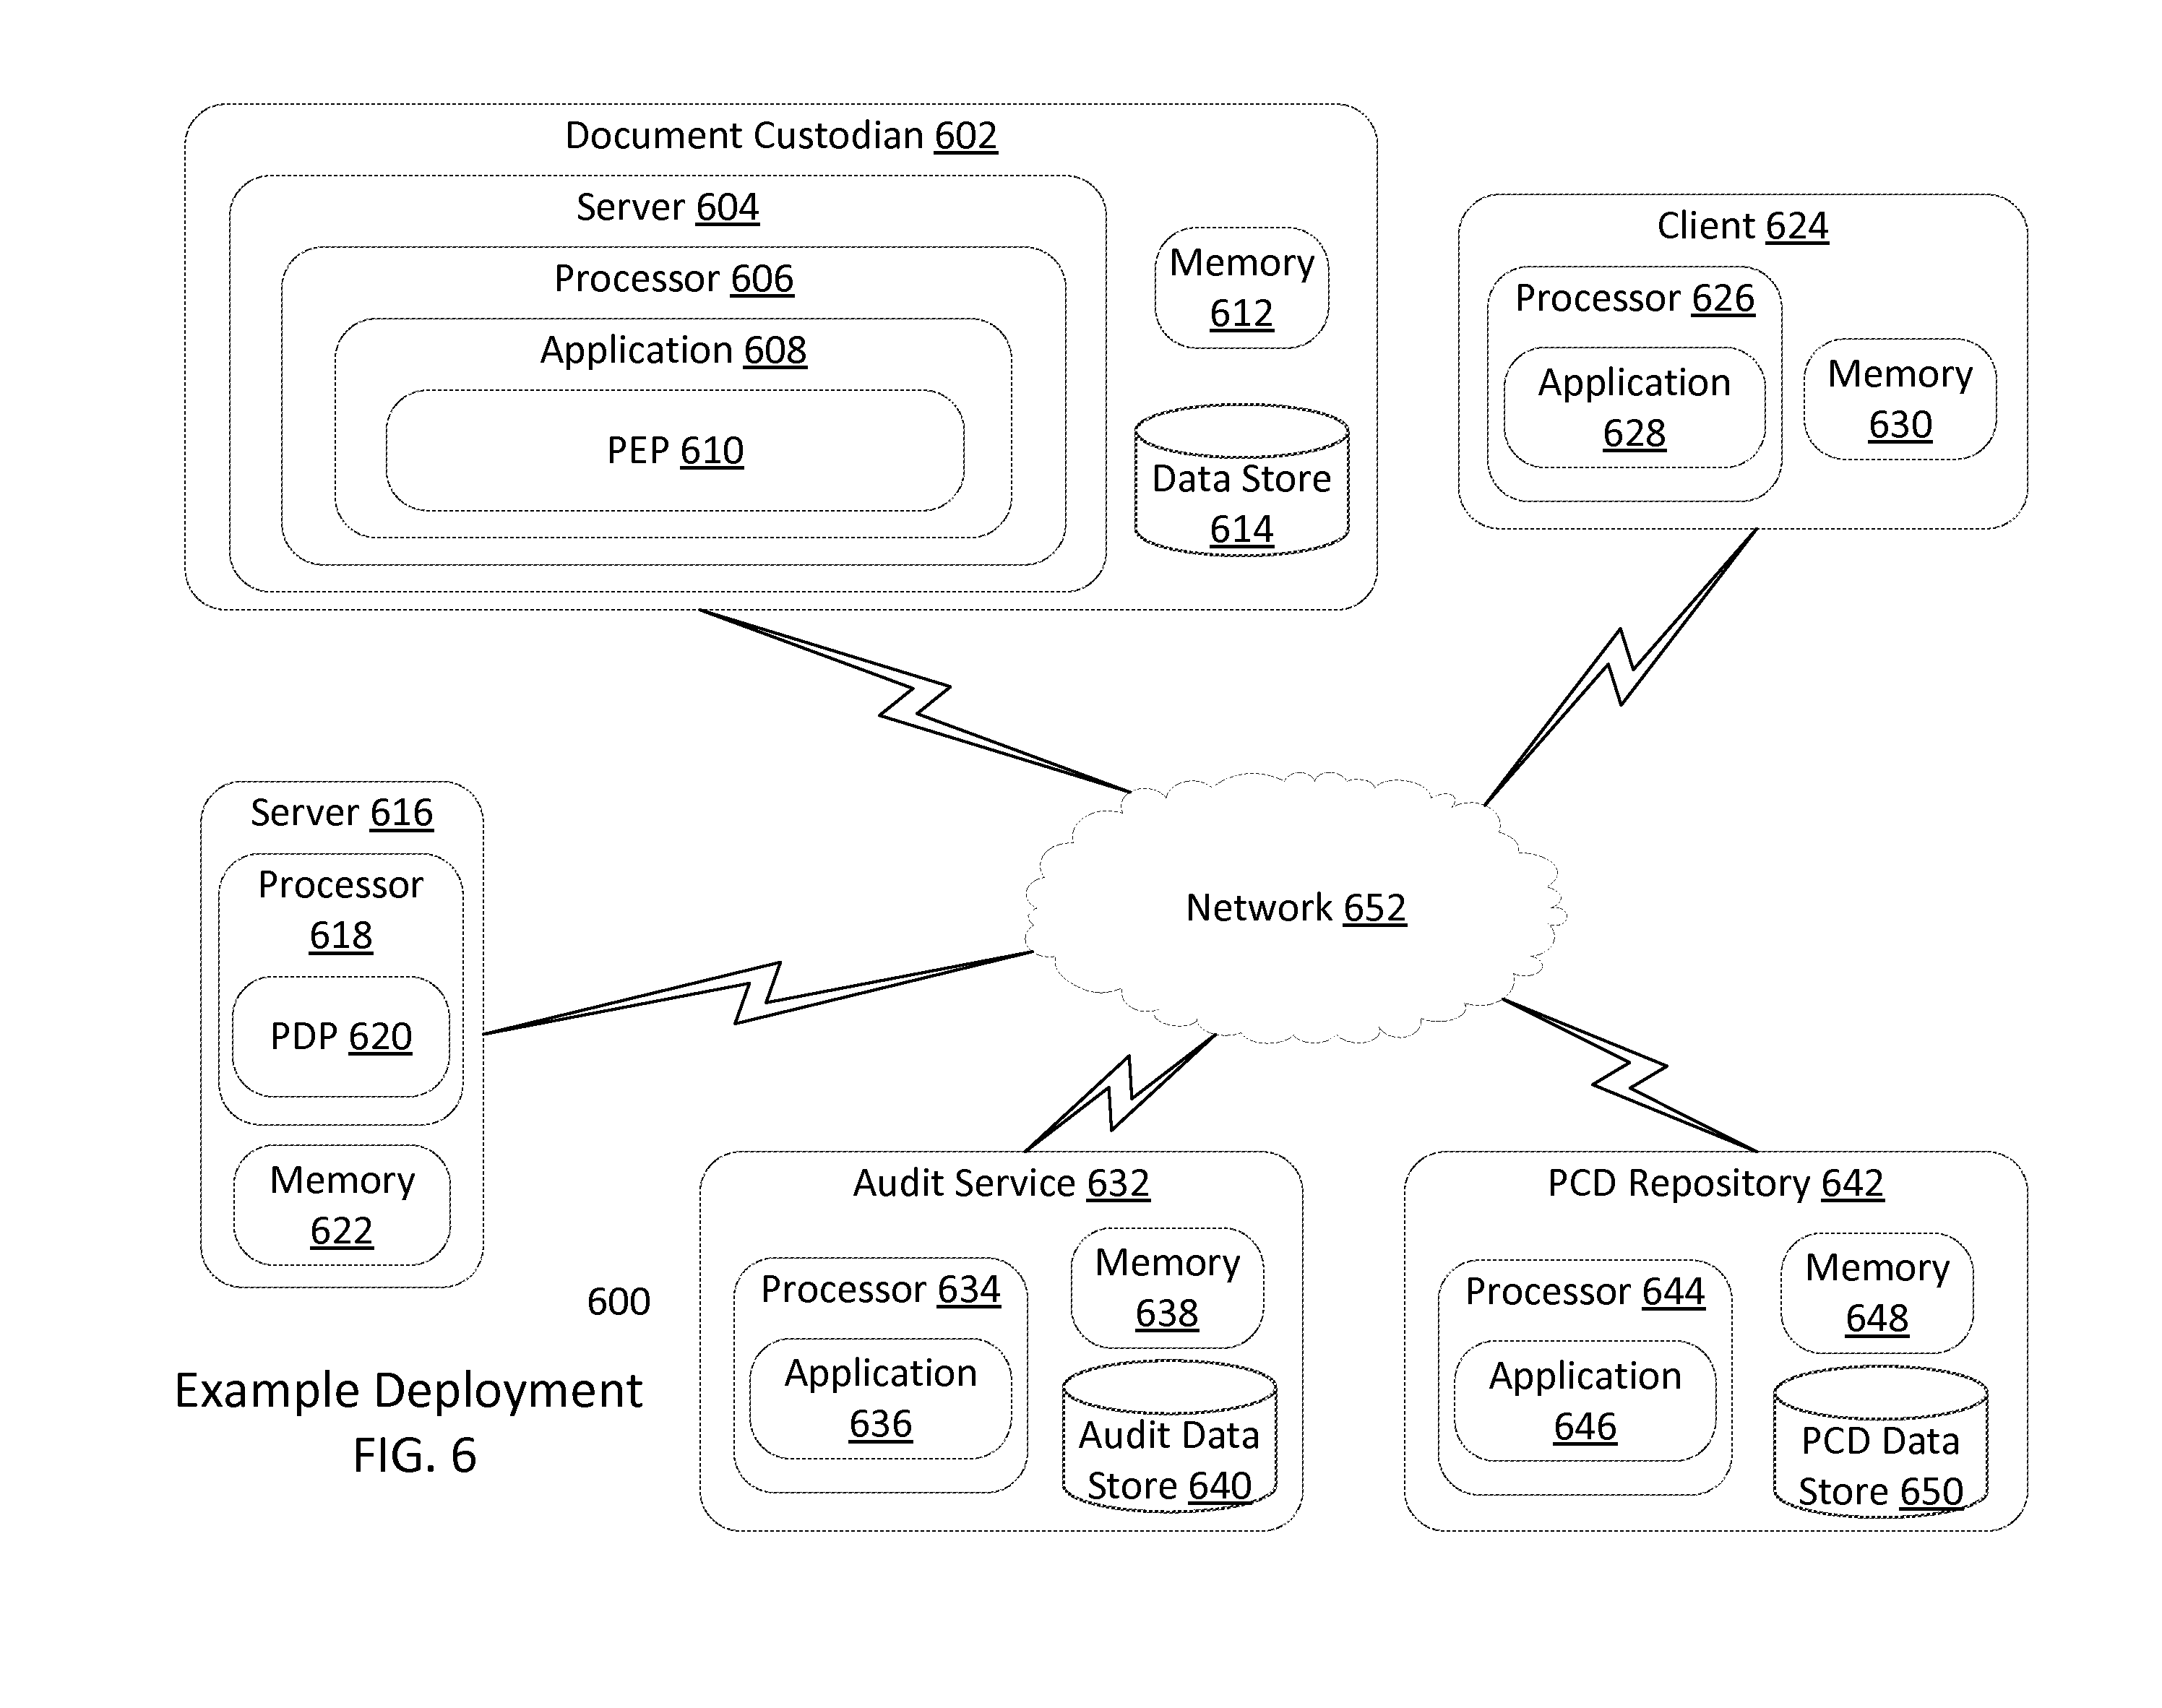 Document Custodian 602
Server 604
Processor 606
Application 608
PEP 610
Memory
612
Data Store
614
Client 624
Processor 626
Application
628
Memory
630
Network 652
Server 616
Processor
618
PDP 620
Memory
622
Audit Service 632
Processor 634
Application
636
Memory
638
Audit Data
Store 640
PCD Repository 642
Processor 644
Application
646
Memory
648
PCD Data
Store 650
600
Example Deployment
FIG. 6